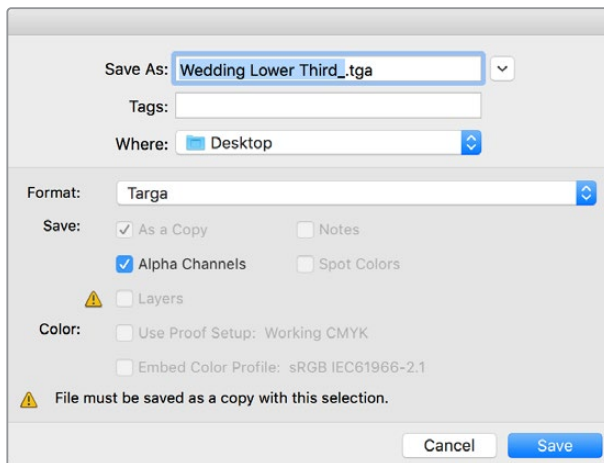 Save As: Wedding Lower Third_.tga
Tags:
Where: Desktop
Format: Targa
Save: As a Copy Notes
Alpha Channels Spot Colors
Layers
Color: Use Proof Setup: Working CMYK
Embed Color Profile: sRGB IEC61966-2.1
File must be saved as a copy with this selection.
Cancel Save